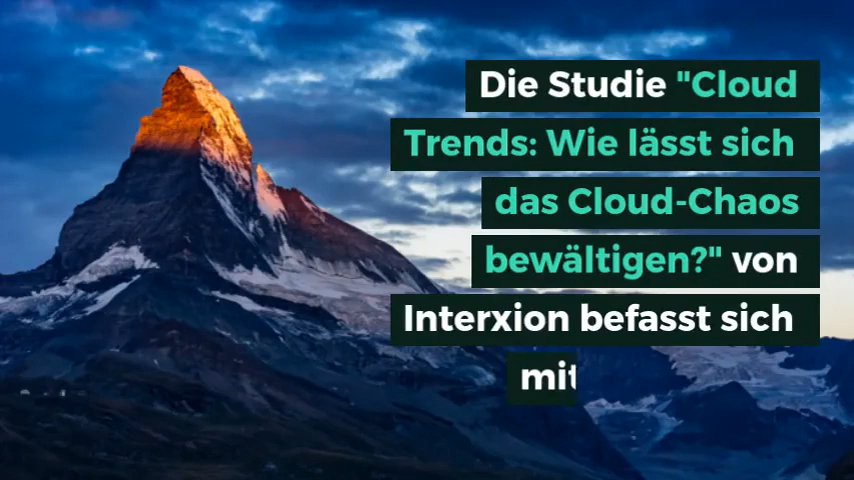 Die Studie "Cloud
Trends: Wie lässt sich
das Cloud-Chaos
bewältigen?" von
Interxion befasst sich
mit